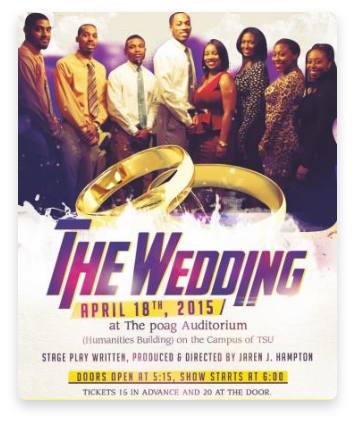 THE WEDDING
APRIL 18TH, 2015 /
at The poag Auditorium
(Humanities Building) on the Campus of TSU
STAGE PLAY WRITTEN, PRODUCED & DIRECTED BY JAREN J. HAMPTON
DOORS OPEN AT 5:15, SHOW STARTS AT 6:00
TICKETS 15 IN ADVANCE AND 20 AT THE DOOR.